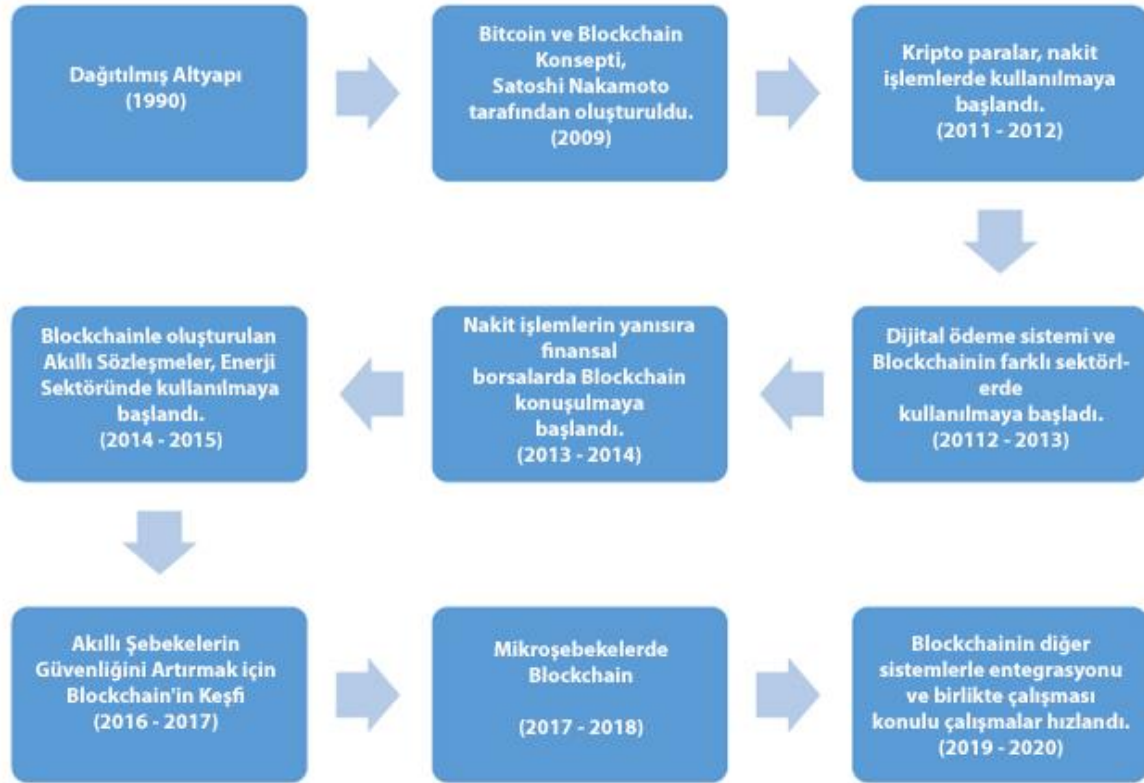 Dağıtılmış Altyapı
(1990)
Bitcoin ve Blockchain
Konsepti,
Satoshi Nakamoto
tarafından oluşturuldu.
(2009)
Kripto paralar, nakit
işlemlerde kullanılmaya
başlandı.
(2011 - 2012)
Dijital ödeme sistemi ve
Blockchainin farklı sektörl-
erde
kullanılmaya başladı.
(20112 - 2013)
Nakit işlemlerin yanısıra
finansal
borsalarda Blockchain
konuşulmaya
başlandı.
(2013 - 2014)
Blockchainle oluşturulan
Akıllı Sözleşmeler, Enerji
Sektöründe kullanılmaya
başlandı.
(2014 - 2015)
Akıllı Şebekelerin
Güvenliğini Artırmak için
Blockchain'in Keşfi
(2016 - 2017)
Mikroşebekelerde
Blockchain
(2017 - 2018)
Blockchainin diğer
sistemlerle entegrasyonu
ve birlikte çalışması
konulu çalışmalar hızlandı.
(2019 - 2020)